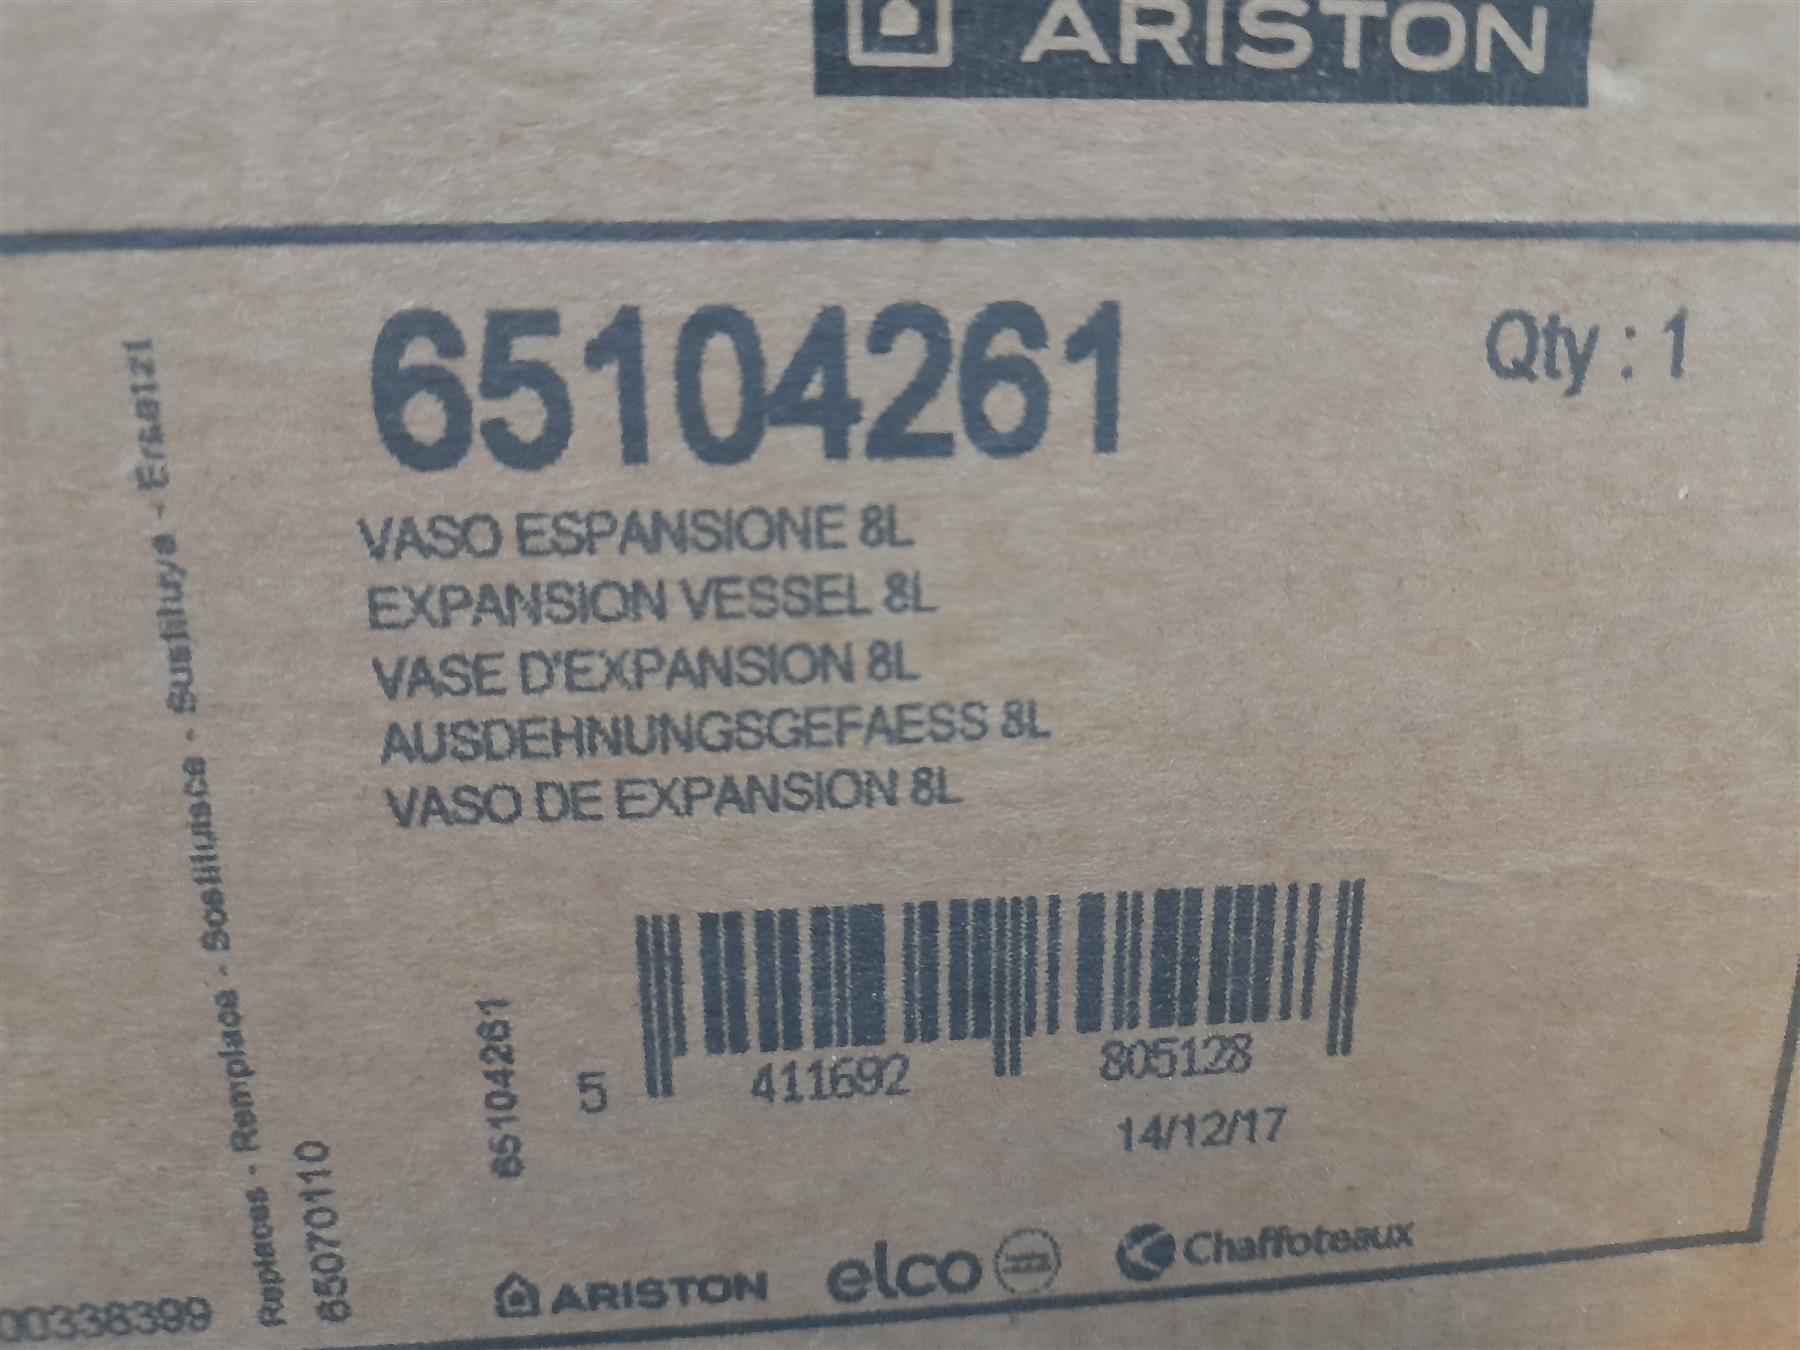 ARISTON
65104261
Qty : 1
VASO ESPANSIONE 8L
EXPANSION VESSEL 8L
VASE D'EXPANSION 8L
AUSDEHNUNGSGEFAESS 8L
VASO DE EXPANSION 8L
Replaces - Remplace - Sostituisce - Sustituye - Ersetzt
65070110
65104261
5 411692 805128
14/12/17
ARISTON elco Chaffoteaux
00338399